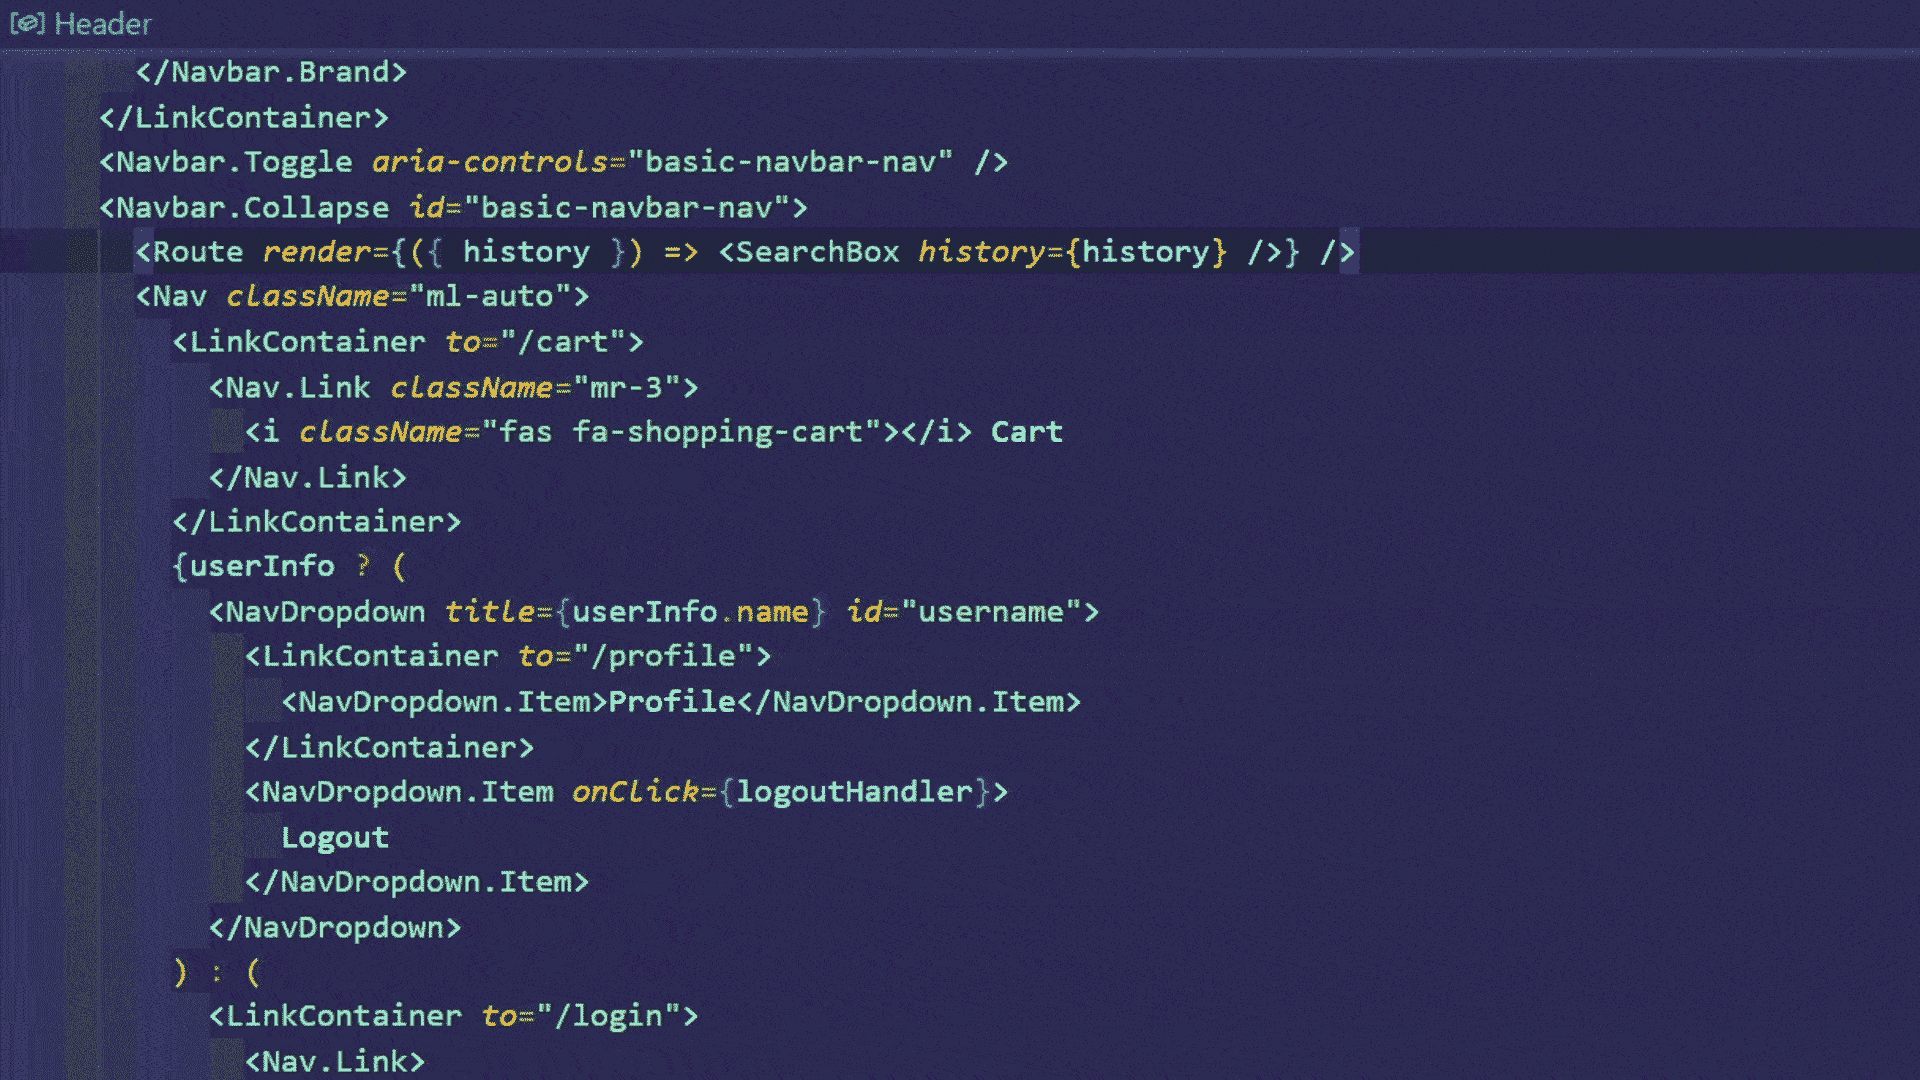 Header
</Navbar.Brand>
</LinkContainer>
<Navbar.Toggle aria-controls="basic-navbar-nav" />
<Navbar.Collapse id="basic-navbar-nav">
<Route render={({ history }) => <SearchBox history={history} />} />
<Nav className="ml-auto">
<LinkContainer to="/cart">
<Nav.Link className="mr-3">
<i className="fas fa-shopping-cart"></i> Cart
</Nav.Link>
</LinkContainer>
{userInfo ? (
<NavDropdown title={userInfo.name} id="username">
<LinkContainer to="/profile">
<NavDropdown.Item>Profile</NavDropdown.Item>
</LinkContainer>
<NavDropdown.Item onClick={logoutHandler}>
Logout
</NavDropdown.Item>
</NavDropdown>
) : (
<LinkContainer to="/login">
<Nav.Link>